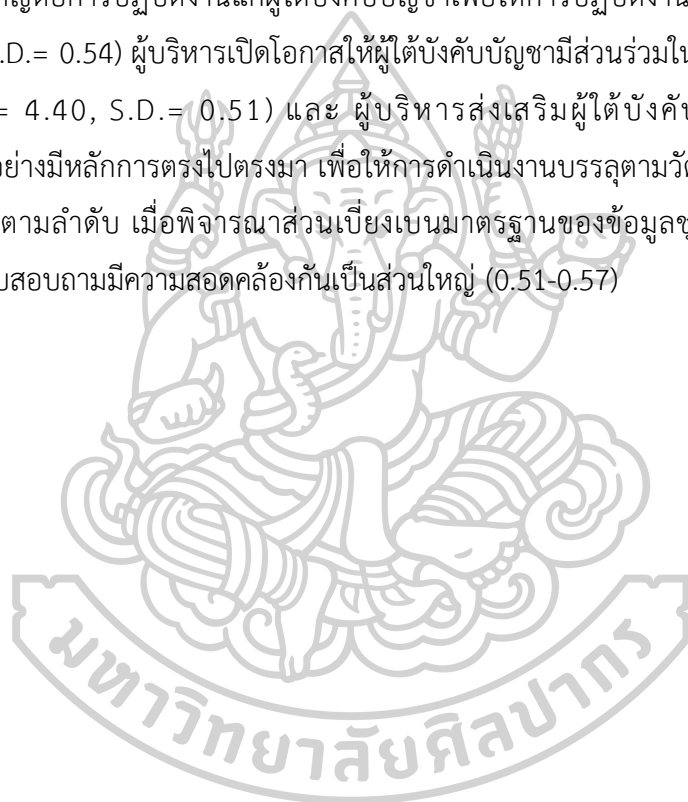 .D.= 0.54) ผู้บริหารเปิดโอกาสให้ผู้ใต้บังคับบัญชามีส่วนร่วมใน
= 4.40, S.D.= 0.51) และ ผู้บริหารส่งเสริมผู้ใต้บังคับ
อย่างมีหลักการตรงไปตรงมา เพื่อให้การดำเนินงานบรรลุตามวัต
ตามลำดับ เมื่อพิจารณาส่วนเบี่ยงเบนมาตรฐานของข้อมูลชุ
บสอบถามมีความสอดคล้องกันเป็นส่วนใหญ่ (0.51-0.57)
มหาวิทยาลัยศิลปากร